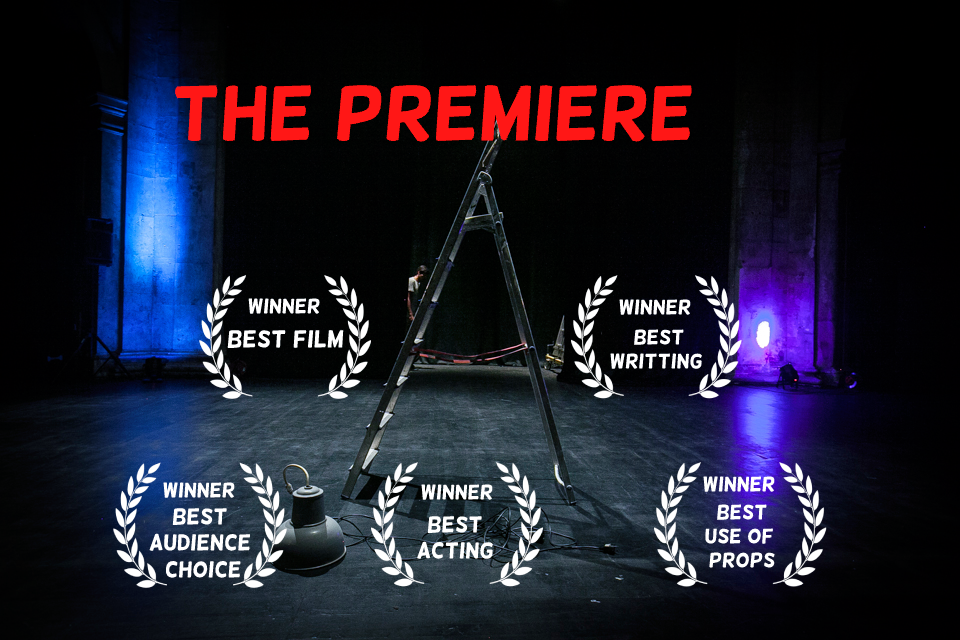 THE PREMIERE
WINNER
BEST FILM
WINNER
BEST
WRITTING
WINNER
BEST
AUDIENCE
CHOICE
WINNER
BEST
ACTING
WINNER
BEST
USE OF
PROPS